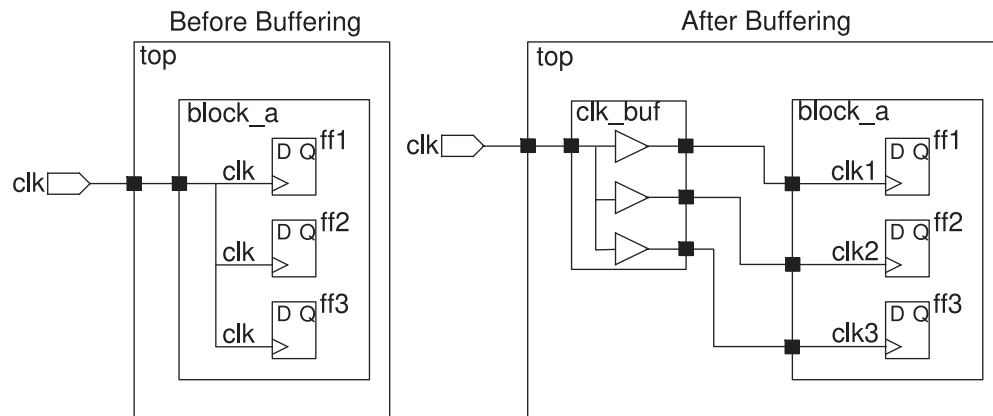 Before Buffering
top
block_a
clk
clk
D Q
ff1
clk
D Q
ff2
clk
D Q
ff3
After Buffering
top
clk
clk_buf
block_a
clk1
D Q
ff1
clk2
D Q
ff2
clk3
D Q
ff3